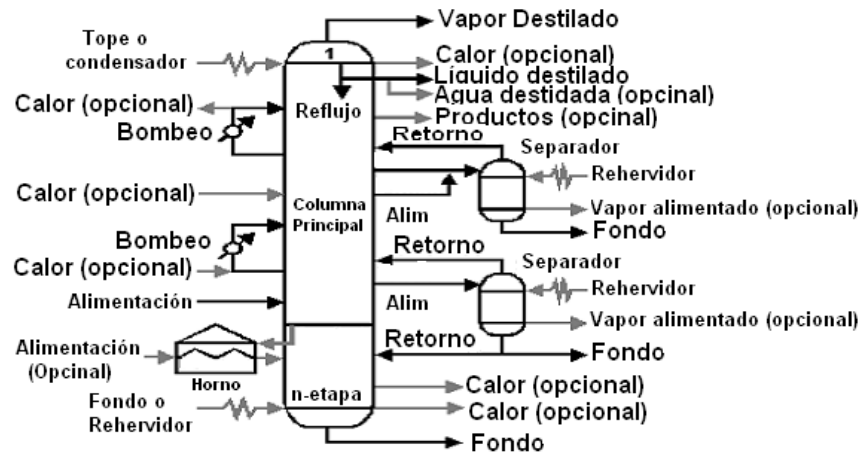 Vapor Destilado
Tope o
condensador
1
Calor (opcional)
Líquido destilado
Agua destidada (opcinal)
Productos (opcinal)
Calor (opcional)
Bombeo
Reflujo
Retorno
Separador
Rehervidor
Vapor alimentado (opcional)
Fondo
Calor (opcional)
Columna
Principal
Alim
Bombeo
Calor (opcional)
Retorno
Separador
Rehervidor
Vapor alimentado (opcional)
Alimentación
Alim
Retorno
Fondo
Alimentación
(Opcinal)
Horno
n-etapa
Calor (opcional)
Calor (opcional)
Fondo o
Rehervidor
Fondo